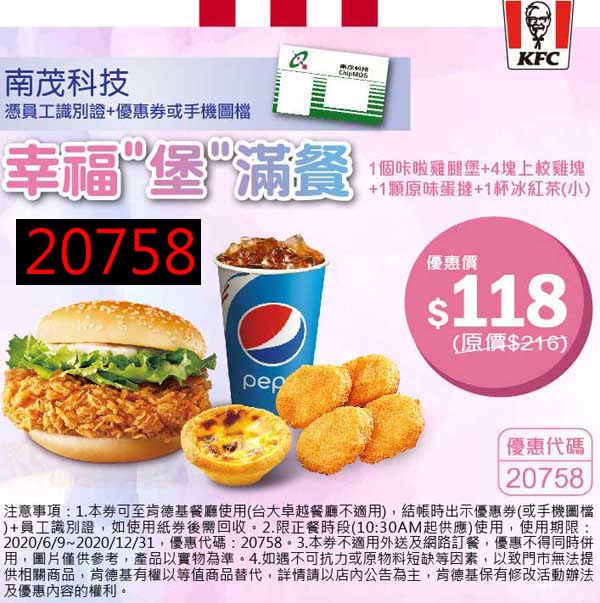 KFC
南茂科技
ChipMOS
南茂科技
憑員工識別證+優惠券或手機圖檔
幸福"堡"滿餐
1個咔啦雞腿堡+4塊上校雞塊
+1顆原味蛋撻+1杯冰紅茶(小)
20758
優惠價
$118
(原價$216)
pep
優惠代碼
20758
注意事項：1.本券可至肯德基餐廳使用(台大卓越餐廳不適用)，結帳時出示優惠券(或手機圖檔
)+員工識別證，如使用紙券後需回收。2.限正餐時段(10:30AM起供應)使用，使用期限：
2020/6/9~2020/12/31，優惠代碼：20758。3.本券不適用外送及網路訂餐，優惠不得同時併
用，圖片僅供參考，產品以實物為準。4.如遇不可抗力或原物料短缺等因素，以致門市無法提
供相關商品，肯德基有權以等值商品替代，詳情請以店內公告為主，肯德基保有修改活動辦法
及優惠內容的權利。